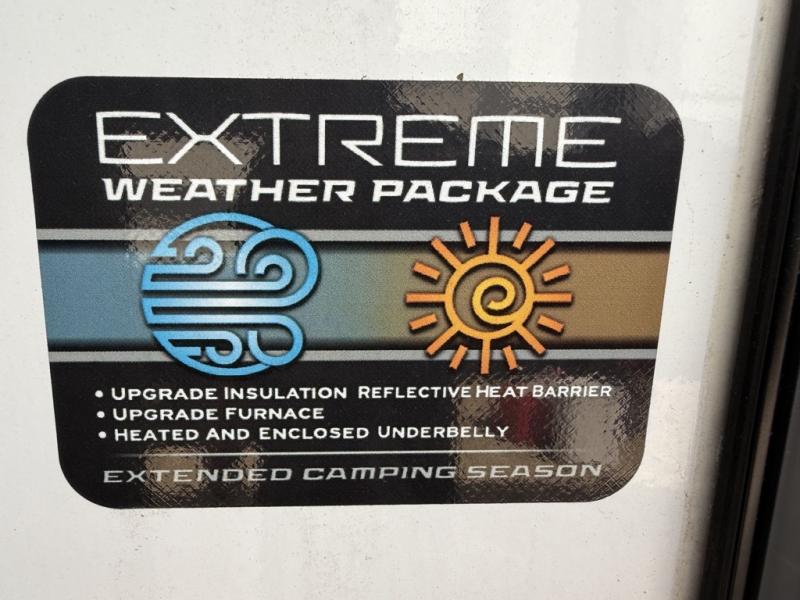 EXTREME
WEATHER PACKAGE
• UPGRADE INSULATION REFLECTIVE HEAT BARRIER
• UPGRADE FURNACE
• HEATED AND ENCLOSED UNDERBELLY
EXTENDED CAMPING SEASON